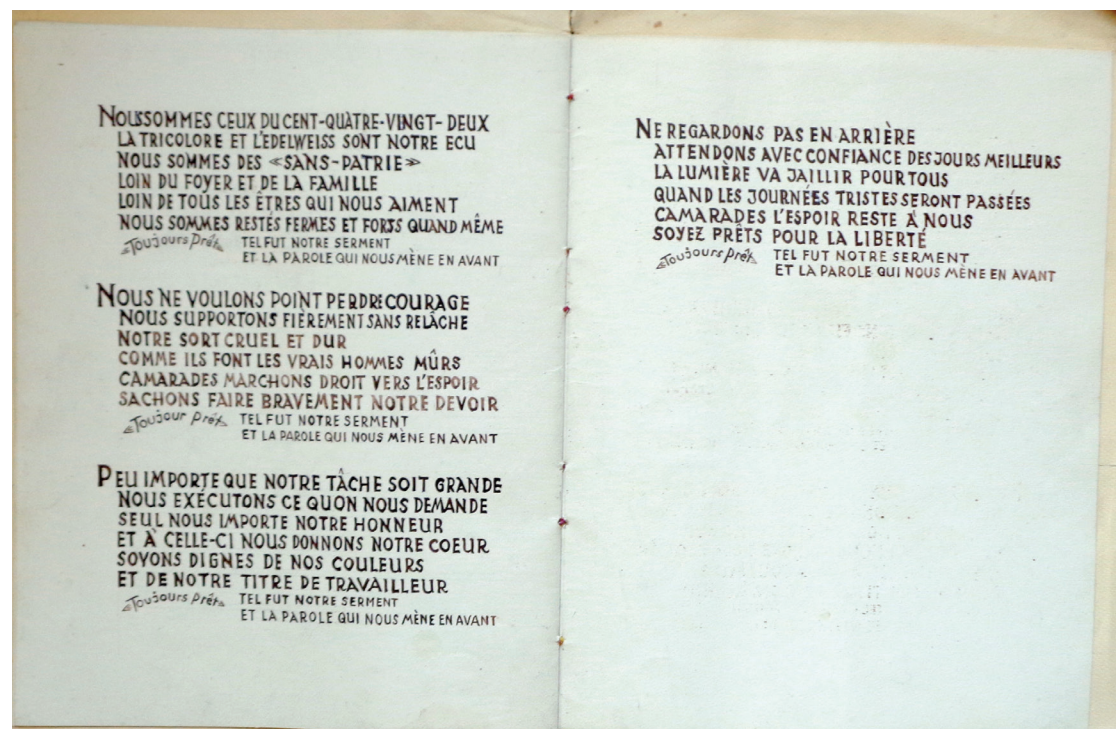 NOUS SOMMES CEUX DU CENT-QUÀTRE-VINGT-DEUX
LA TRICOLORE ET L'EDELWEISS SONT NOTRE ECU
NOUS SOMMES DES «SANS-PATRIE»
LOIN DU FOYER ET DE LA FAMILLE
LOIN DE TOUS LES ÊTRES QUI NOUS AIMENT
NOUS SOMMES RESTÉS FERMES ET FORTS QUAND MÊME
Toujours Prêt TEL FUT NOTRE SERMENT
ET LA PAROLE QUI NOUS MÈNE EN AVANT
NOUS NE VOULONS POINT PERDRE COURAGE
NOUS SUPPORTONS FIÈREMENT SANS RELÂCHE
NOTRE SORT CRUEL ET DUR
COMME ILS FONT LES VRAIS HOMMES MÛRS
CAMARADES MARCHONS DROIT VERS L'ESPOIR
SACHONS FAIRE BRAVEMENT NOTRE DEVOIR
Toujour Prêt TEL FUT NOTRE SERMENT
ET LA PAROLE QUI NOUS MÈNE EN AVANT
PEU IMPORTE QUE NOTRE TÂCHE SOIT GRANDE
NOUS EXÉCUTONS CE QUON NOUS DEMANDE
SEUL NOUS IMPORTE NOTRE HONNEUR
ET À CELLE-CI NOUS DONNONS NOTRE COEUR
SOYONS DIGNES DE NOS COULEURS
ET DE NOTRE TITRE DE TRAVAILLEUR
Toujours Prêt TEL FUT NOTRE SERMENT
ET LA PAROLE QUI NOUS MÈNE EN AVANT
NE REGARDONS PAS EN ARRIÈRE
ATTENDONS AVEC CONFIANCE DES JOURS MEILLEURS
LA LUMIÈRE VA JAILLIR POUR TOUS
QUAND LES JOURNÉES TRISTES SERONT PASSÉES
CAMARADES L'ESPOIR RESTE À NOUS
SOYEZ PRÊTS POUR LA LIBERTÉ
Toujours Prêt TEL FUT NOTRE SERMENT
ET LA PAROLE QUI NOUS MÈNE EN AVANT